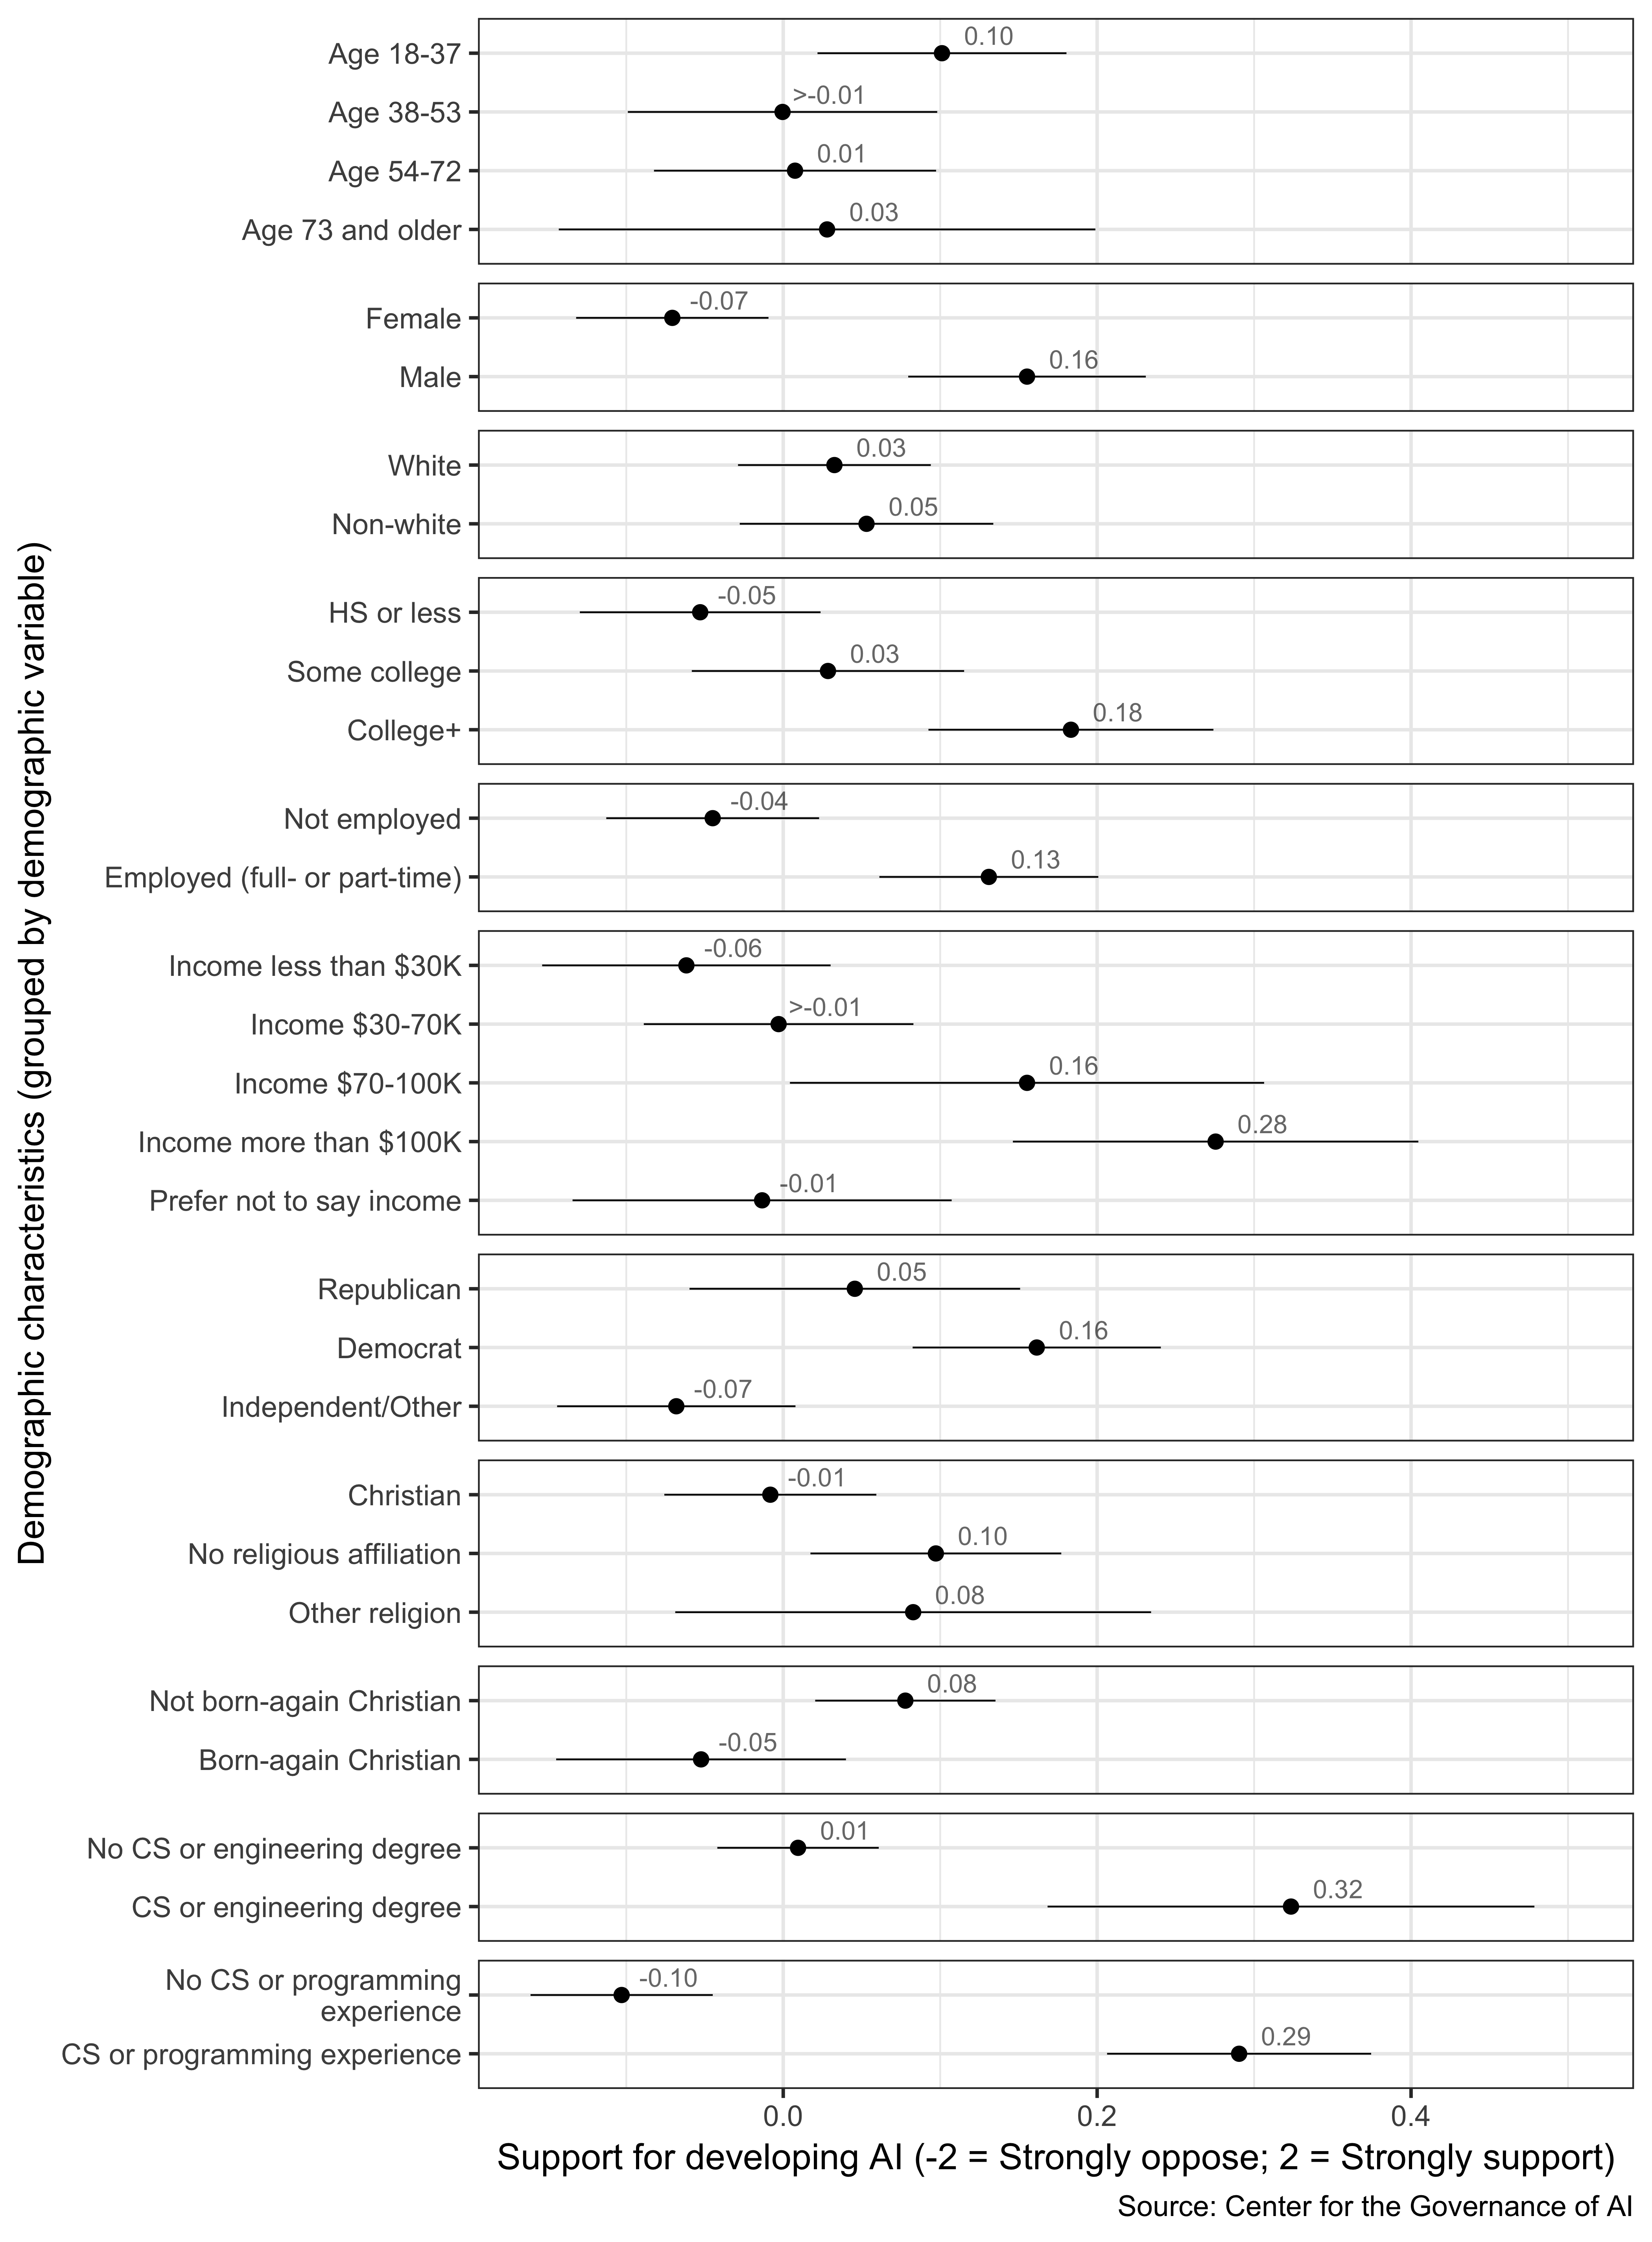 Demographic characteristics (grouped by demographic variable)
Age 18-37
0.10
Age 38-53
>-0.01
Age 54-72
0.01
Age 73 and older
0.03
Female
-0.07
Male
0.16
White
0.03
Non-white
0.05
HS or less
-0.05
Some college
0.03
College+
0.18
Not employed
-0.04
Employed (full- or part-time)
0.13
Income less than $30K
-0.06
Income $30-70K
>-0.01
Income $70-100K
0.16
Income more than $100K
0.28
Prefer not to say income
-0.01
Republican
0.05
Democrat
0.16
Independent/Other
-0.07
Christian
-0.01
No religious affiliation
0.10
Other religion
0.08
Not born-again Christian
0.08
Born-again Christian
-0.05
No CS or engineering degree
0.01
CS or engineering degree
0.32
No CS or programming
experience
-0.10
CS or programming experience
0.29
0.0 0.2 0.4
Support for developing AI (-2 = Strongly oppose; 2 = Strongly support)
Source: Center for the Governance of AI